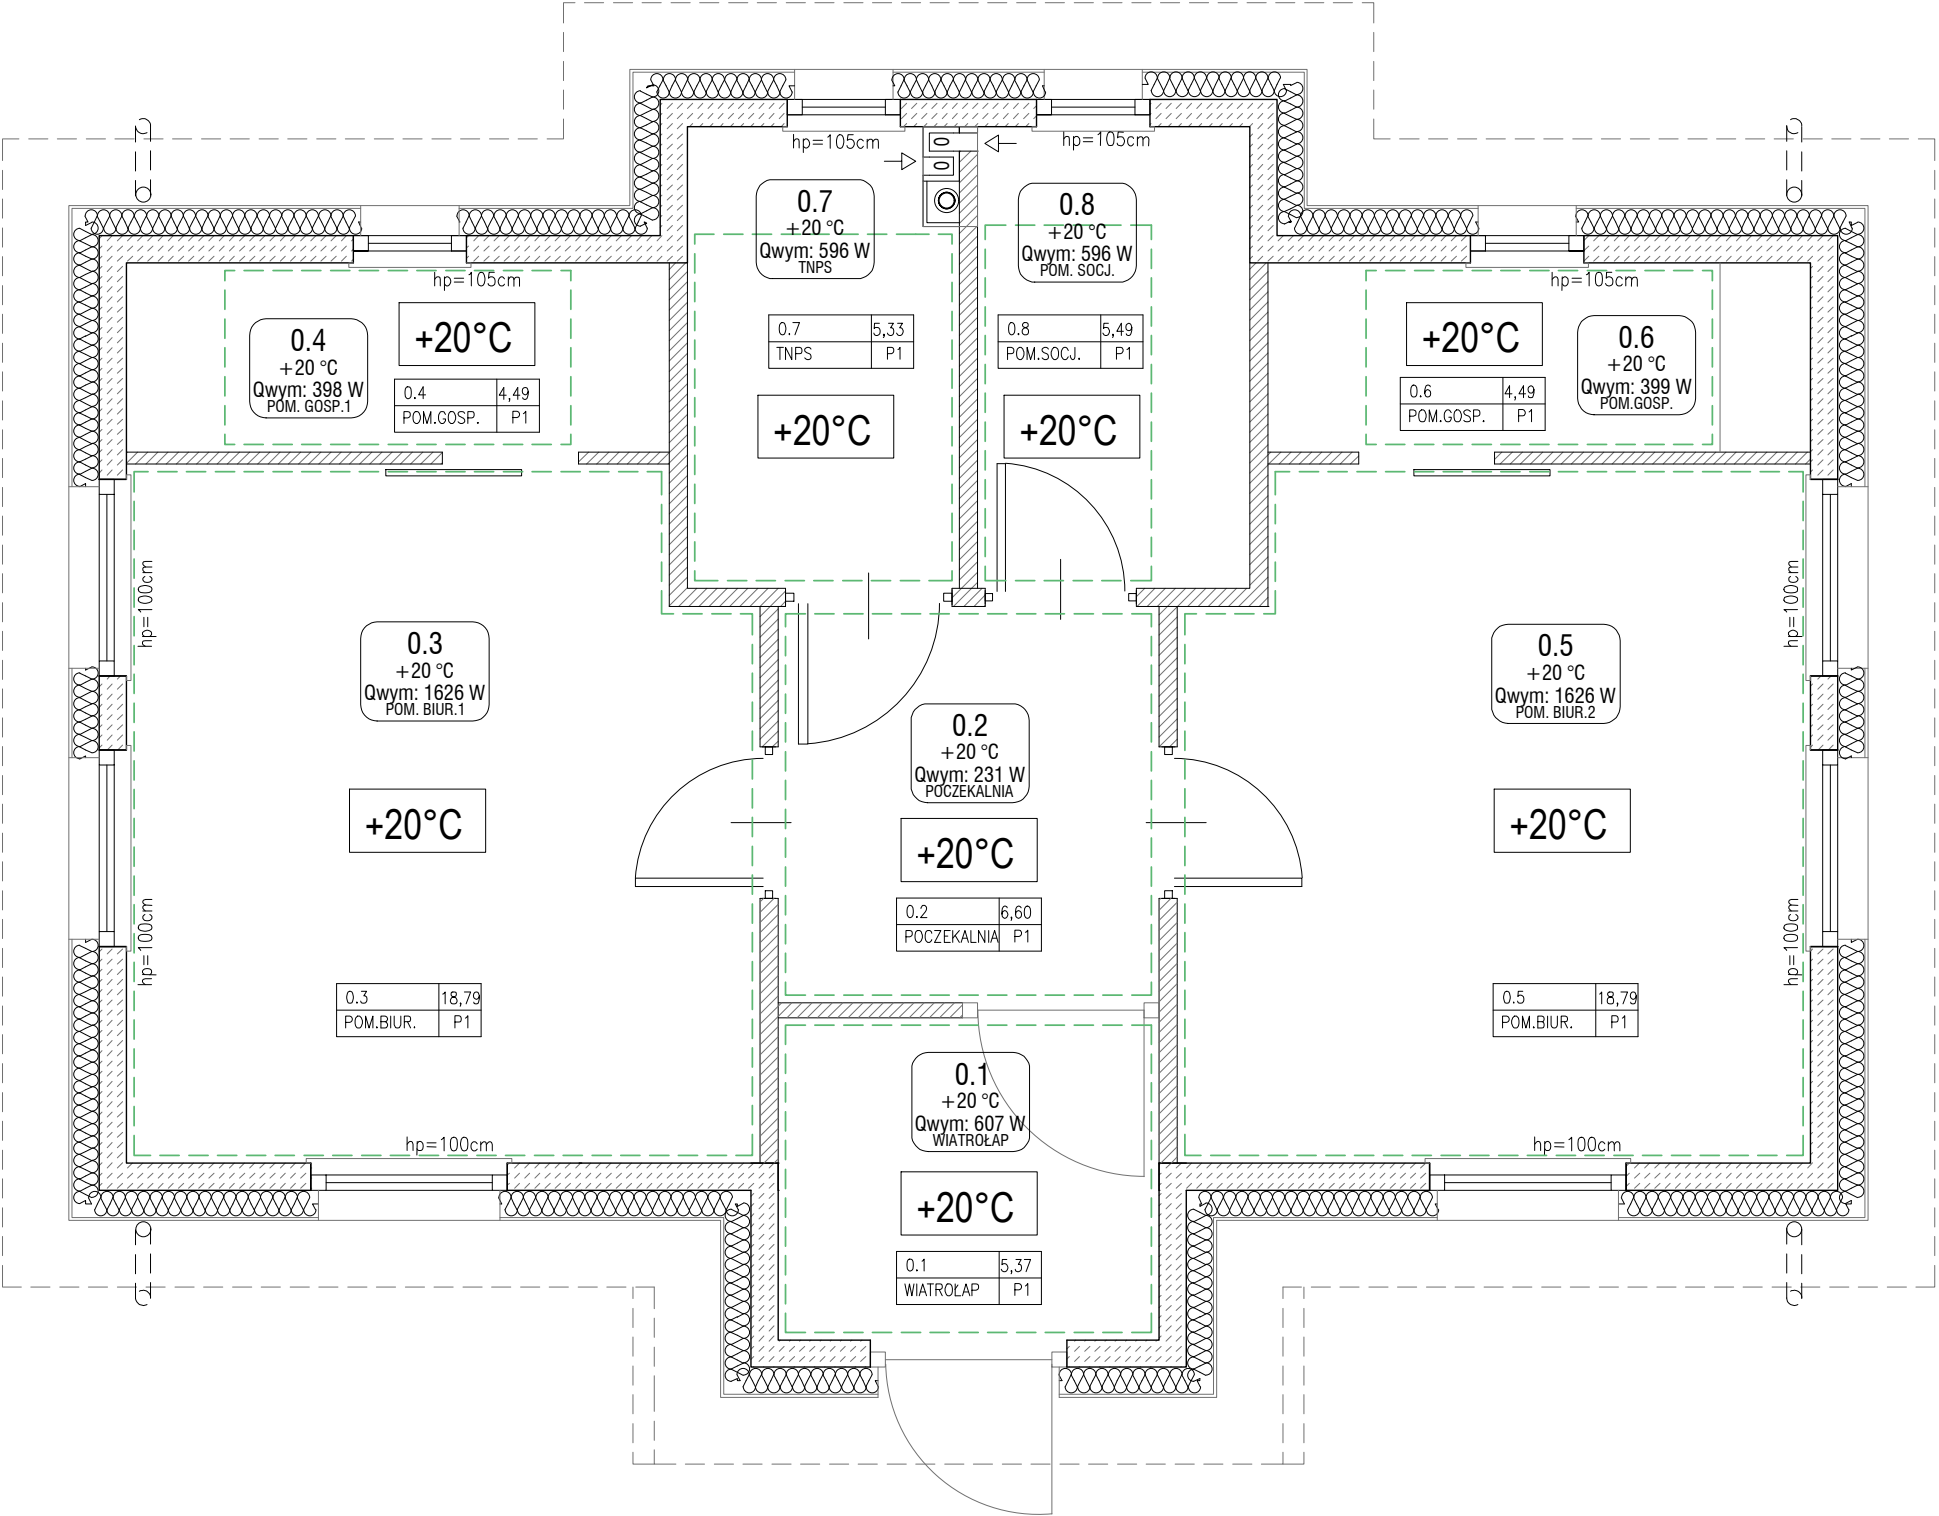 hp=105cm
hp=105cm
0.7
+20 °C
Qwym: 596 W
TNPS
0.8
+20 °C
Qwym: 596 W
POM. SOCJ.
hp=105cm
hp=105cm
0.4
+20 °C
Qwym: 398 W
POM. GOSP.1
+20°C
0.4 4,49
POM.GOSP. P1
0.7 5,33
TNPS P1
+20°C
0.8 5,49
POM.SOCJ. P1
+20°C
+20°C
0.6
+20 °C
Qwym: 399 W
POM.GOSP.
0.6 4,49
POM.GOSP. P1
hp=100cm
hp=100cm
0.3
+20 °C
Qwym: 1626 W
POM. BIUR.1
+20°C
0.3 18,79
POM.BIUR. P1
hp=100cm
hp=100cm
0.2
+20 °C
Qwym: 231 W
POCZEKALNIA
+20°C
0.2 6,60
POCZEKALNIA P1
0.5
+20 °C
Qwym: 1626 W
POM. BIUR.2
+20°C
0.5 18,79
POM.BIUR. P1
hp=100cm
hp=100cm
0.1
+20 °C
Qwym: 607 W
WIATROŁAP
+20°C
0.1 5,37
WIATROŁAP P1